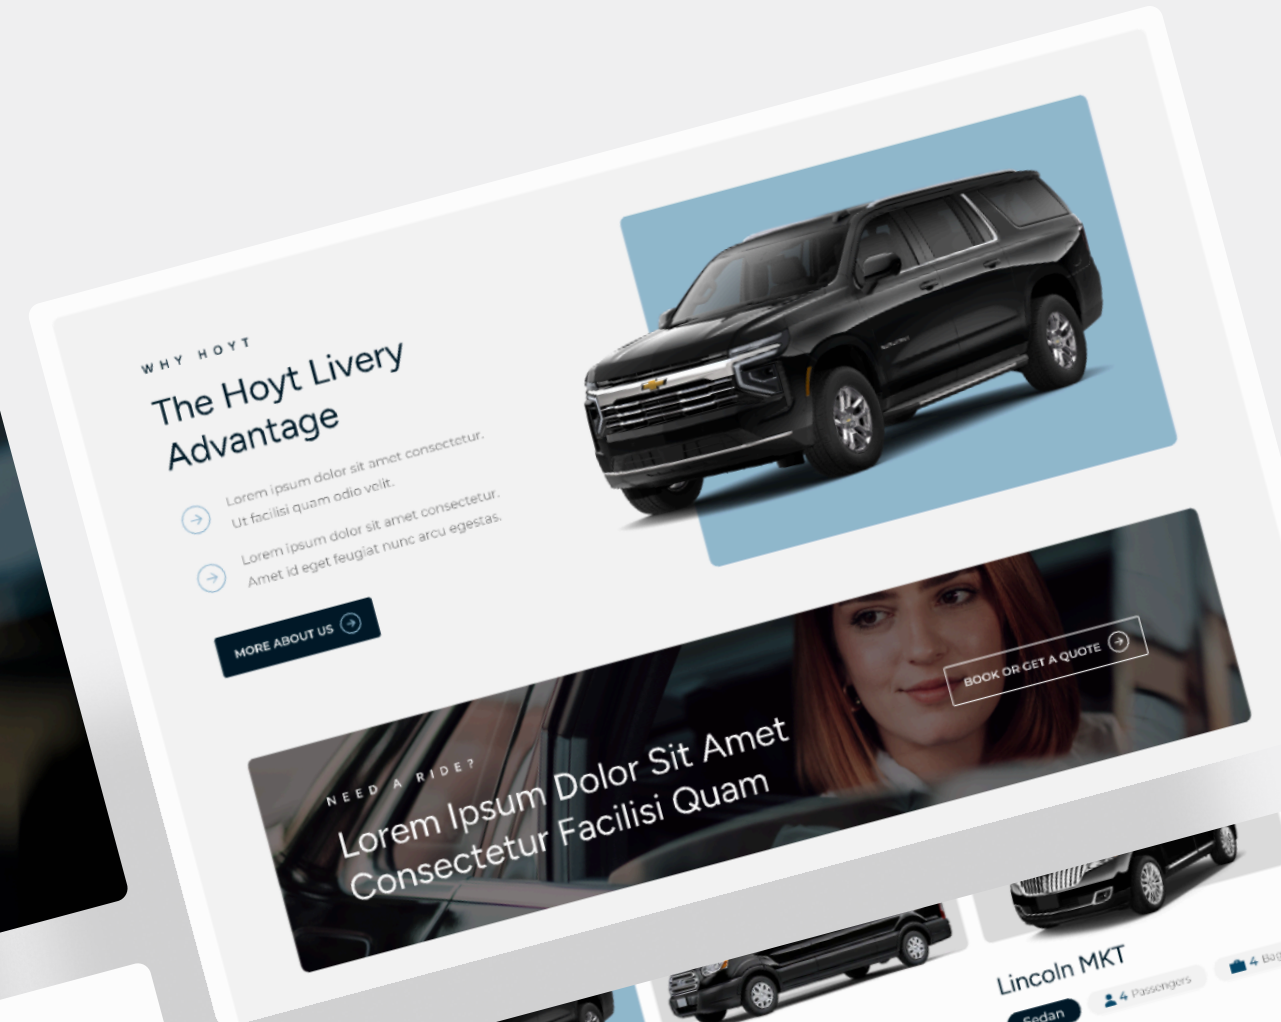 WHY HOYT
The Hoyt Livery
Advantage
Lorem ipsum dolor sit amet consectetur.
Ut facilisi quam odio velit.
Lorem ipsum dolor sit amet consectetur.
Amet id eget feugiat nunc arcu egestas.
MORE ABOUT US
NEED A RIDE?
Lorem Ipsum Dolor Sit Amet
Consectetur Facilisi Quam
BOOK OR GET A QUOTE
Lincoln MKT
Sedan
4 Passengers
4